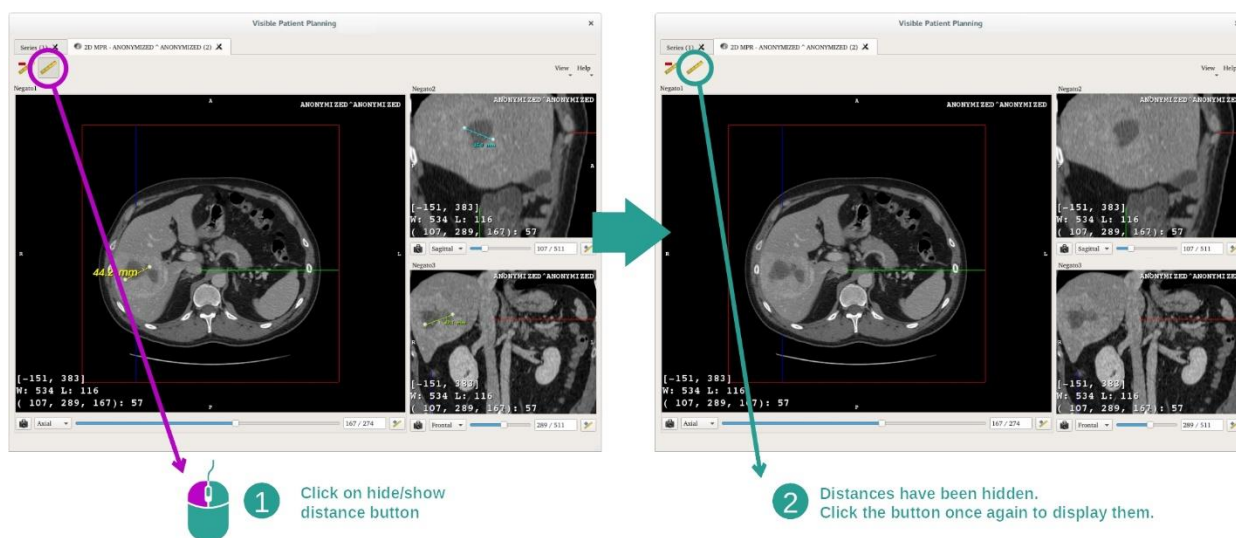 Visible Patient Planning
Series (1)
2D MPR - ANONYMIZED ^ ANONYMIZED (2)
View Help
Negato1
A
ANONYMIZED^ANONYMIZED
R
L
44.2 mm
[-151, 383]
W: 534 L: 116
( 107, 289, 167): 57
P
Axial
167 / 274
Negato2
ANONYMIZED^ANONYMIZED
A
[-151, 383]
W: 534 L: 116
( 107, 289, 167): 57
Sagittal
107 / 511
Negato3
ANONYMIZED^ANONYMIZED
R
L
[-151, 383]
W: 534 L: 116
( 107, 289, 167): 57
Frontal
289 / 511
Visible Patient Planning
Series (1)
2D MPR - ANONYMIZED ^ ANONYMIZED (2)
View Help
Negato1
A
ANONYMIZED^ANONYMIZED
R
L
[-151, 383]
W: 534 L: 116
( 107, 289, 167): 57
P
Axial
167 / 274
Negato2
ANONYMIZED^ANONYMIZED
A
[-151, 383]
W: 534 L: 116
( 107, 289, 167): 57
Sagittal
107 / 511
Negato3
ANONYMIZED^ANONYMIZED
R
L
[-151, 383]
W: 534 L: 116
( 107, 289, 167): 57
Frontal
289 / 511
1
Click on hide/show
distance button
2
Distances have been hidden.
Click the button once again to display them.